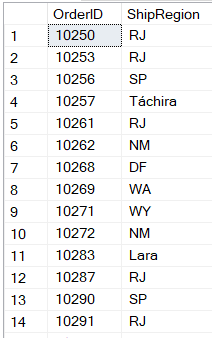 OrderID ShipRegion
1 10250 RJ
2 10253 RJ
3 10256 SP
4 10257 Táchira
5 10261 RJ
6 10262 NM
7 10268 DF
8 10269 WA
9 10271 WY
10 10272 NM
11 10283 Lara
12 10287 RJ
13 10290 SP
14 10291 RJ